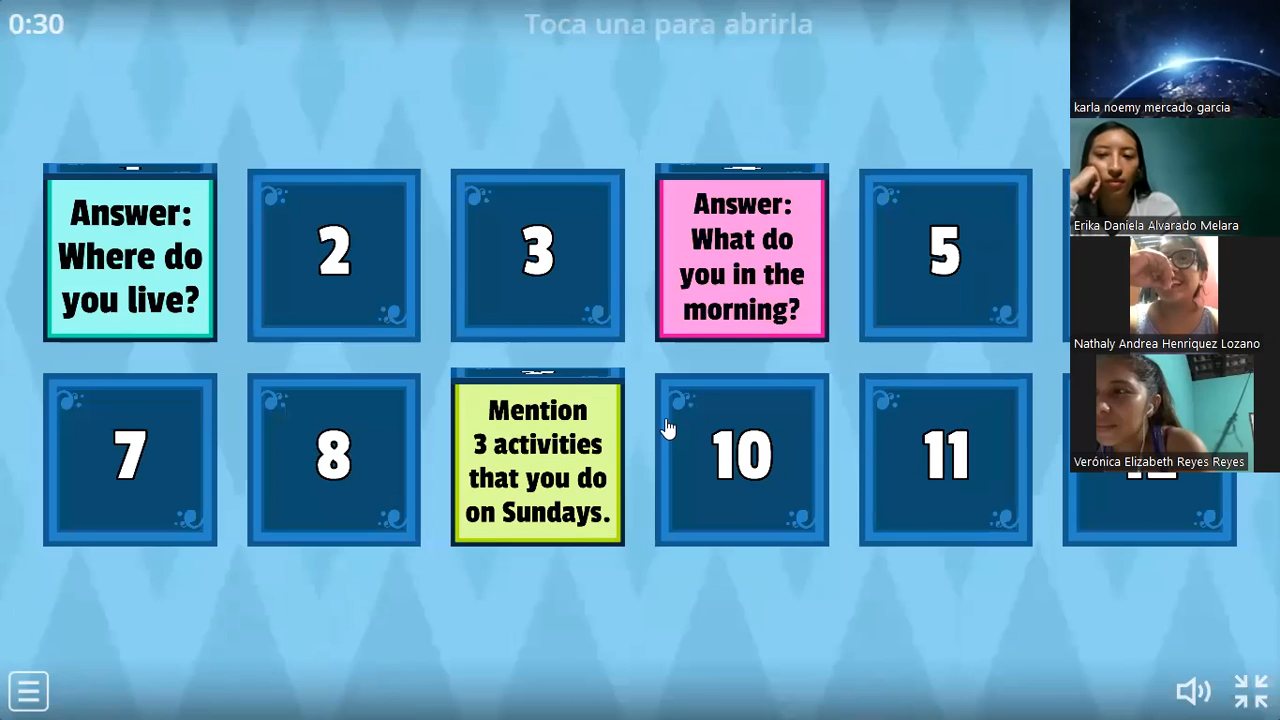 0:30
Toca una para abrirla
karla noemy mercado garcia
Answer:
Where do
you live?
2
3
Answer:
What do
you in the
morning?
5
Erika Daniela Alvarado Melara
Nathaly Andrea Henriquez Lozano
7
8
Mention
3 activities
that you do
on Sundays.
10
11
Verónica Elizabeth Reyes Reyes